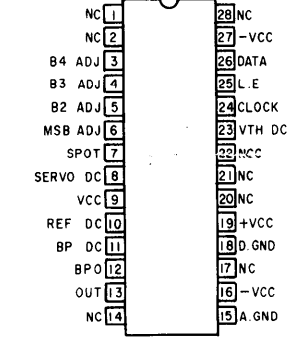 NC 1 28 NC
NC 2 27 -VCC
B4 ADJ 3 26 DATA
B3 ADJ 4 25 L.E
B2 ADJ 5 24 CLOCK
MSB ADJ 6 23 VTH DC
SPOT 7 22
SERVO DC 8 21 NC
VCC 9 20 NC
REF DC 10 19 +VCC
BP DC 11 18 D.GND
BPO 12 17 NC
OUT 13 16 -VCC
NC 14 15 A.GND